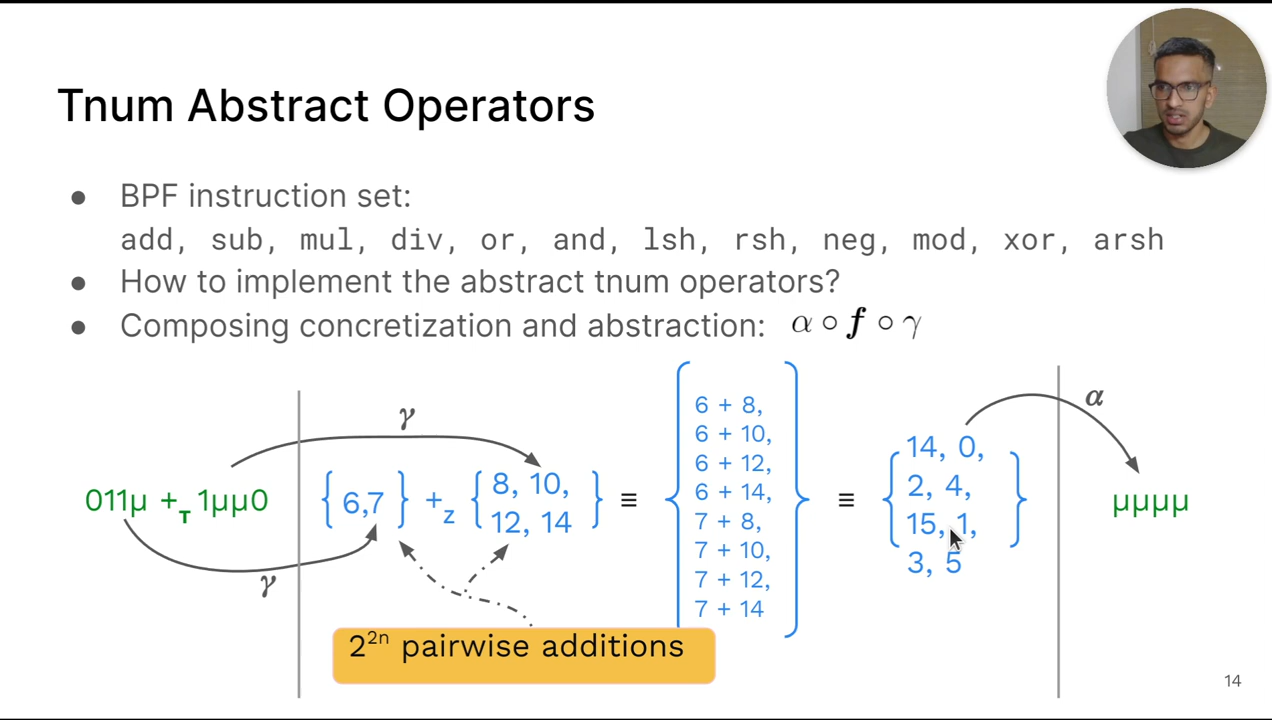 Tnum Abstract Operators
● BPF instruction set:
add, sub, mul, div, or, and, lsh, rsh, neg, mod, xor, arsh
● How to implement the abstract tnum operators?
● Composing concretization and abstraction: α ∘ f ∘ γ
γ
α
011μ +T 1μμ0
γ
{ 6,7 } +Z { 8, 10,
12, 14 }
≡
{ 6 + 8,
6 + 10,
6 + 12,
6 + 14,
7 + 8,
7 + 10,
7 + 12,
7 + 14 }
≡
{ 14, 0,
2, 4,
15, 1,
3, 5 }
μμμμ
2²ⁿ pairwise additions
14